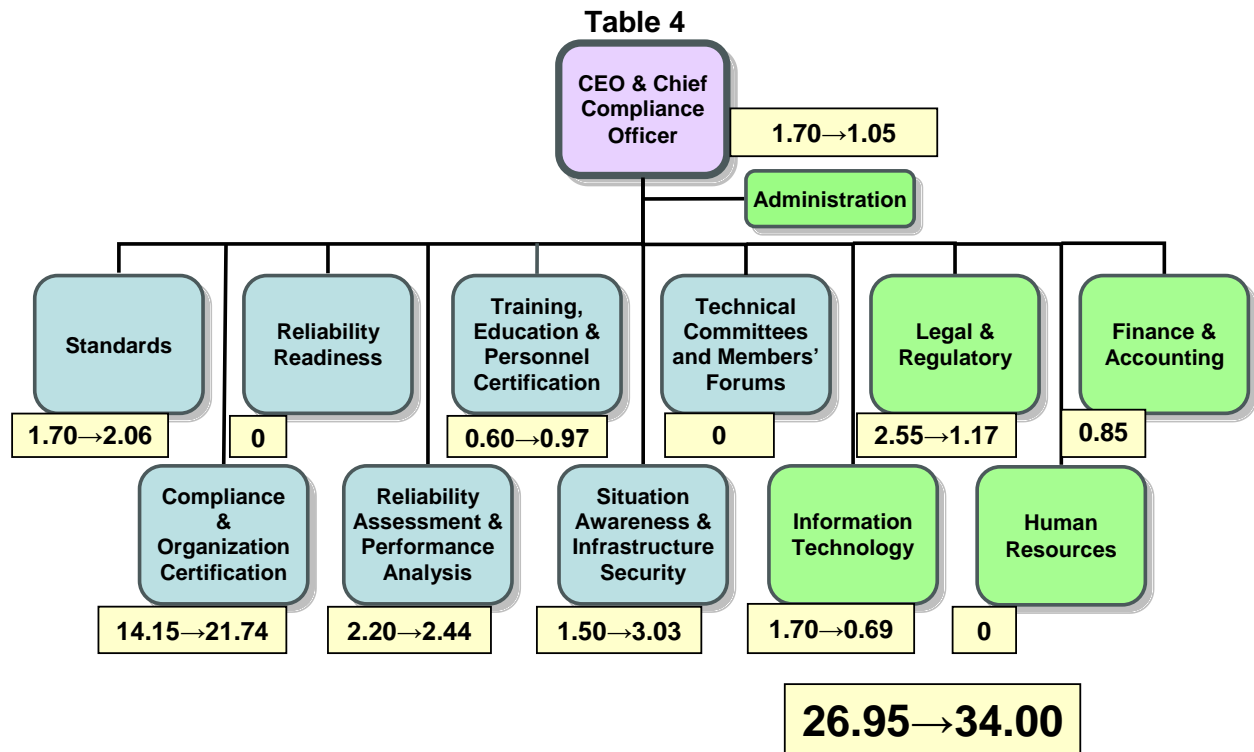 Table 4
CEO & Chief
Compliance
Officer
1.70→1.05
Administration
Standards
1.70→2.06
Reliability
Readiness
0
Training,
Education &
Personnel
Certification
0.60→0.97
Technical
Committees
and Members’
Forums
0
Legal &
Regulatory
2.55→1.17
Finance &
Accounting
0.85
Compliance
&
Organization
Certification
14.15→21.74
Reliability
Assessment &
Performance
Analysis
2.20→2.44
Situation
Awareness &
Infrastructure
Security
1.50→3.03
Information
Technology
1.70→0.69
Human
Resources
0
26.95→34.00